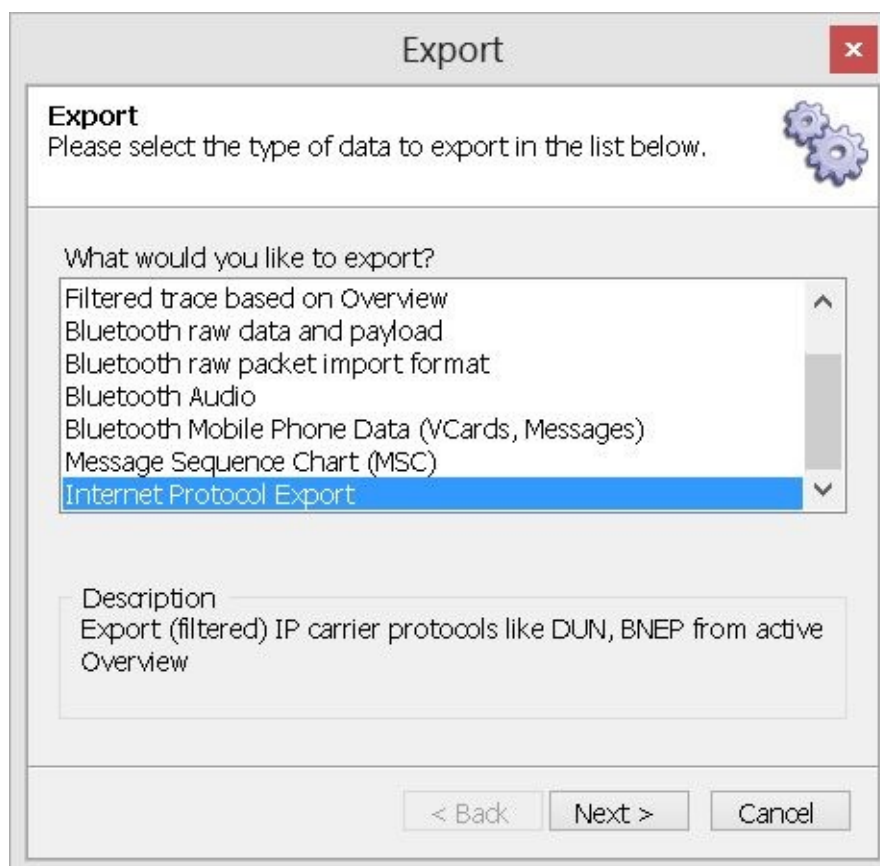 Export
Export
Please select the type of data to export in the list below.
What would you like to export?
Filtered trace based on Overview
Bluetooth raw data and payload
Bluetooth raw packet import format
Bluetooth Audio
Bluetooth Mobile Phone Data (VCards, Messages)
Message Sequence Chart (MSC)
Internet Protocol Export
Description
Export (filtered) IP carrier protocols like DUN, BNEP from active
Overview
< Back Next > Cancel